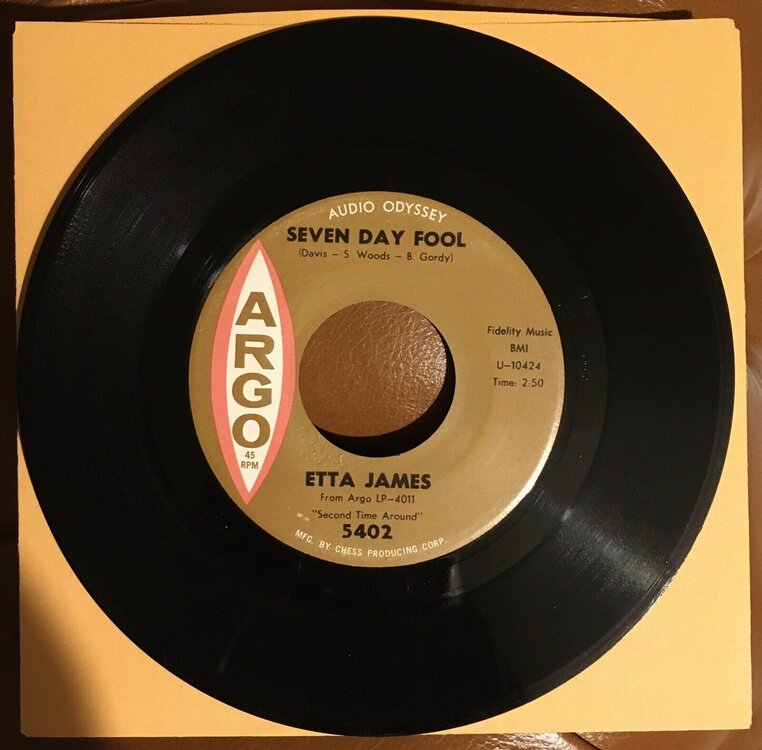 AUDIO ODYSSEY
SEVEN DAY FOOL
(Davis – S. Woods – B. Gordy)
ARGO
45
RPM
Fidelity Music
BMI
U–10424
Time: 2:50
ETTA JAMES
From Argo LP–4011
"Second Time Around"
5402
MFG. BY CHESS PRODUCING CORP.